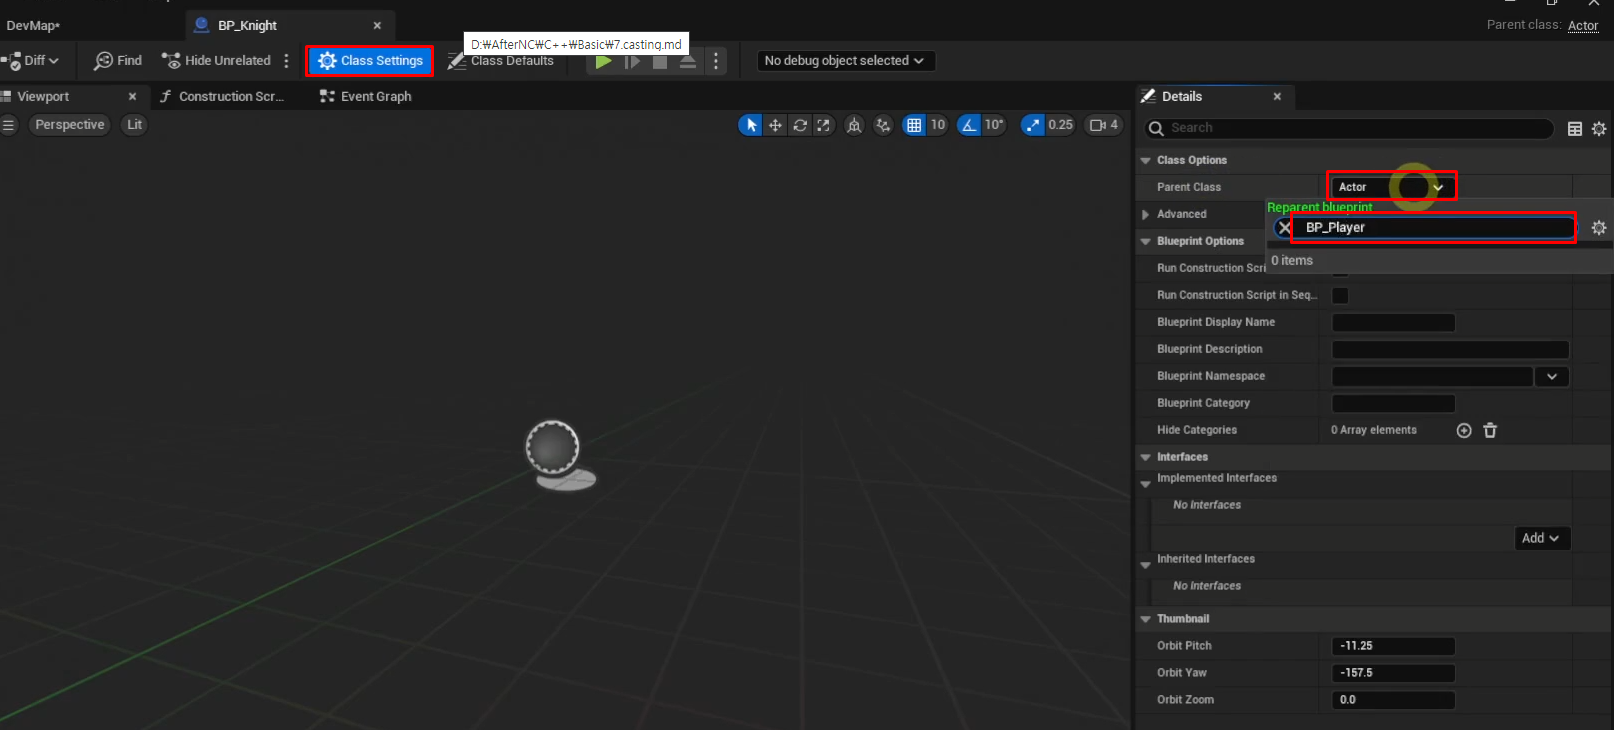 DevMap*
BP_Knight
Parent class: Actor
Diff
Find
Hide Unrelated
Class Settings
D:₩AfterNC₩C++₩Basic₩7.casting.md
Class Defaults
No debug object selected
Viewport
Construction Scr...
Event Graph
Details
Perspective
Lit
10
10°
0.25
4
Search
Class Options
Parent Class
Actor
Reparent blueprint
Advanced
BP_Player
Blueprint Options
0 items
Run Construction Scri
Run Construction Script in Seq...
Blueprint Display Name
Blueprint Description
Blueprint Namespace
Blueprint Category
Hide Categories
0 Array elements
Interfaces
Implemented Interfaces
No Interfaces
Add
Inherited Interfaces
No Interfaces
Thumbnail
Orbit Pitch
-11.25
Orbit Yaw
-157.5
Orbit Zoom
0.0